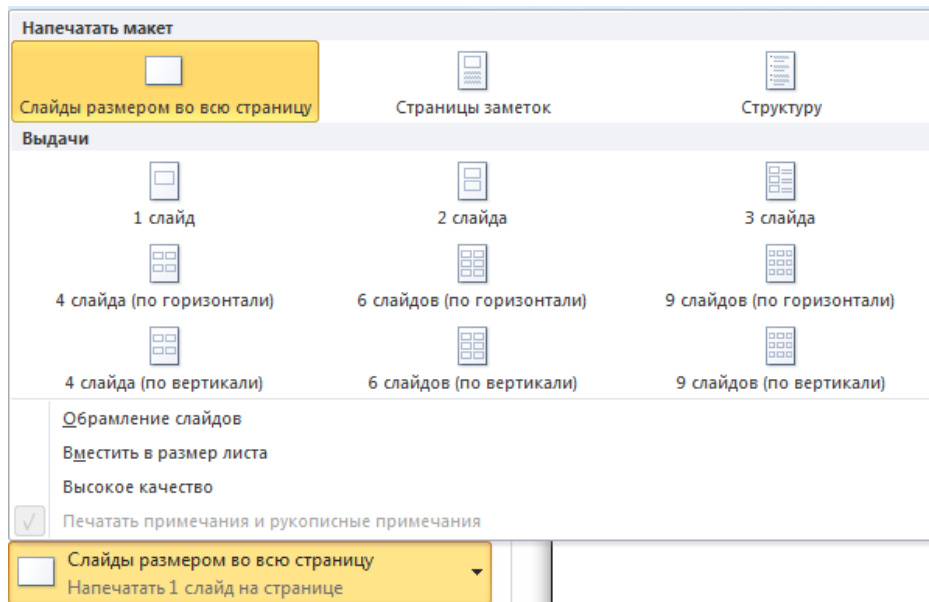 Напечатать макет
Слайды размером во всю страницу
Страницы заметок
Структуру
Выдачи
1 слайд
2 слайда
3 слайда
4 слайда (по горизонтали)
6 слайдов (по горизонтали)
9 слайдов (по горизонтали)
4 слайда (по вертикали)
6 слайдов (по вертикали)
9 слайдов (по вертикали)
Обрамление слайдов
Вместить в размер листа
Высокое качество
Печатать примечания и рукописные примечания
Слайды размером во всю страницу
Напечатать 1 слайд на странице